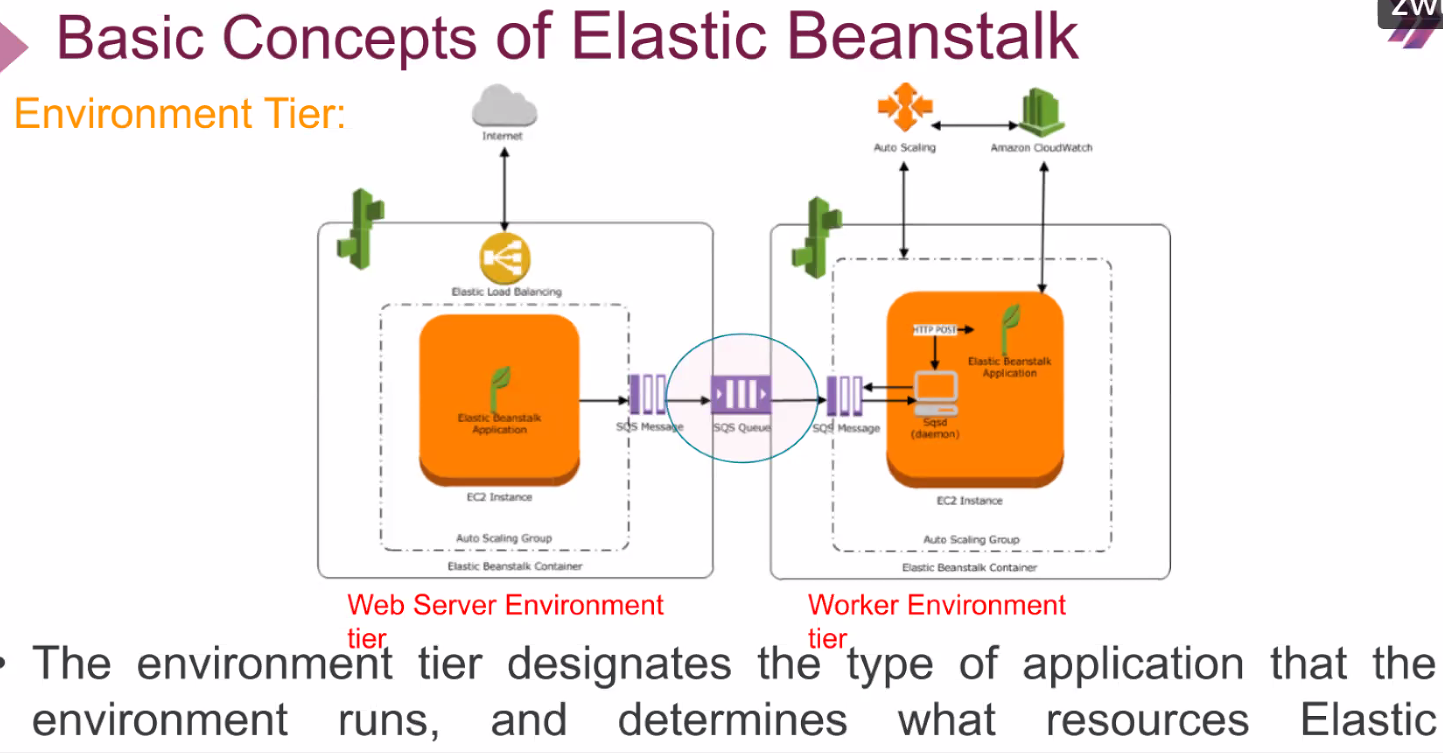 Basic Concepts of Elastic Beanstalk
Environment Tier:
Internet
Elastic Load Balancing
Elastic Beanstalk
Application
EC2 Instance
Auto Scaling Group
Elastic Beanstalk Container
SQS Message
SQS Queue
SQS Message
Auto Scaling
Amazon CloudWatch
HTTP POST
Elastic Beanstalk
Application
Sqsd
(daemon)
EC2 Instance
Auto Scaling Group
Elastic Beanstalk Container
Web Server Environment
tier
Worker Environment
tier
• The environment tier designates the type of application that the
environment runs, and determines what resources Elastic